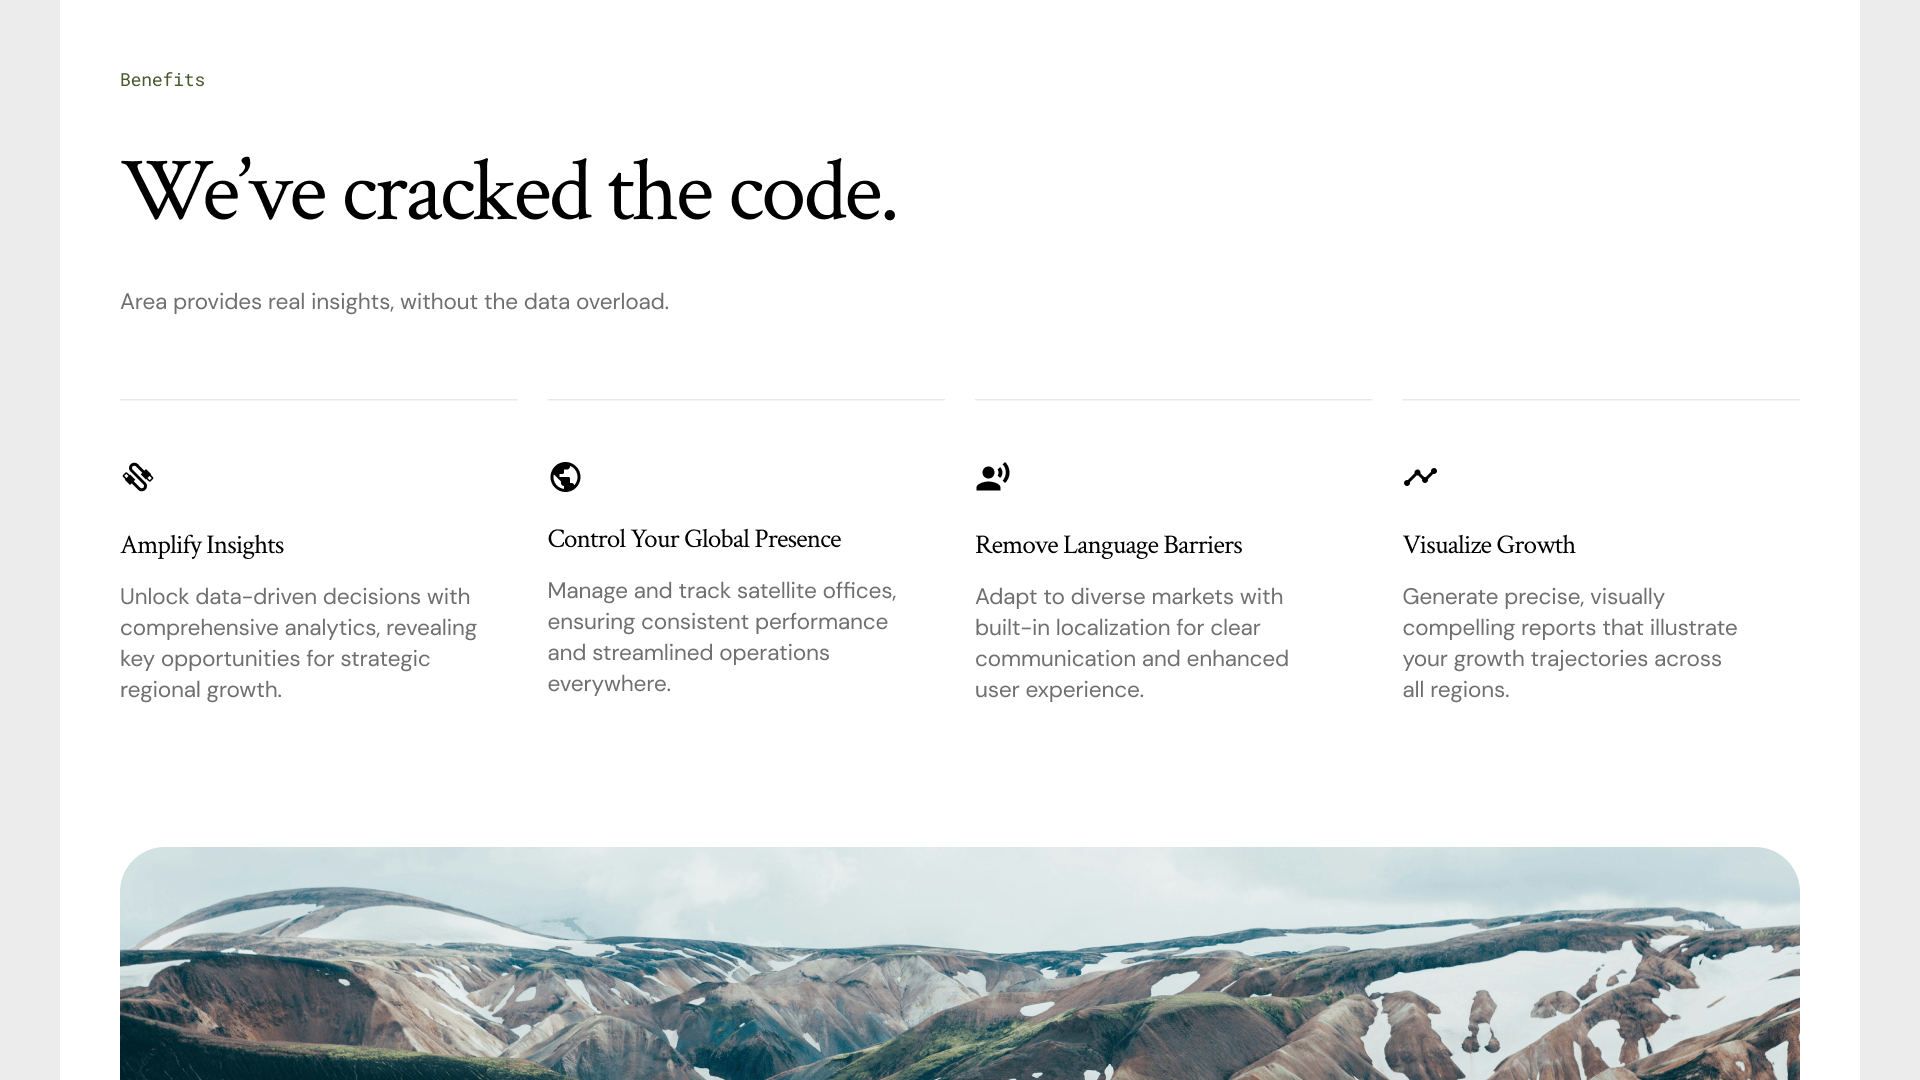 Benefits
We’ve cracked the code.
Area provides real insights, without the data overload.
Amplify Insights
Unlock data-driven decisions with
comprehensive analytics, revealing
key opportunities for strategic
regional growth.
Control Your Global Presence
Manage and track satellite offices,
ensuring consistent performance
and streamlined operations
everywhere.
Remove Language Barriers
Adapt to diverse markets with
built-in localization for clear
communication and enhanced
user experience.
Visualize Growth
Generate precise, visually
compelling reports that illustrate
your growth trajectories across
all regions.